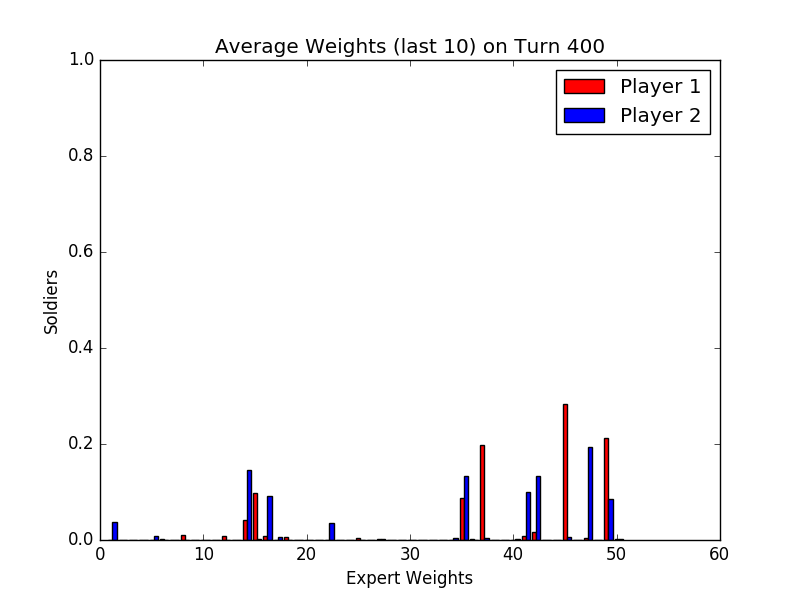 Average Weights (last 10) on Turn 400
1.0
Player 1
Player 2
0.8
0.6
Soldiers
0.4
0.2
0.0
0 10 20 30 40 50 60
Expert Weights